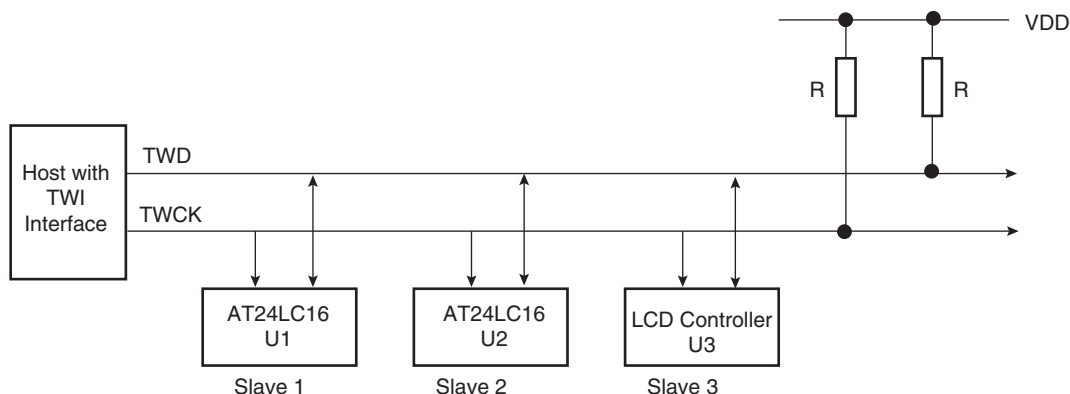 VDD
R
R
Host with
TWI
Interface
TWD
TWCK
AT24LC16
U1
AT24LC16
U2
LCD Controller
U3
Slave 1
Slave 2
Slave 3